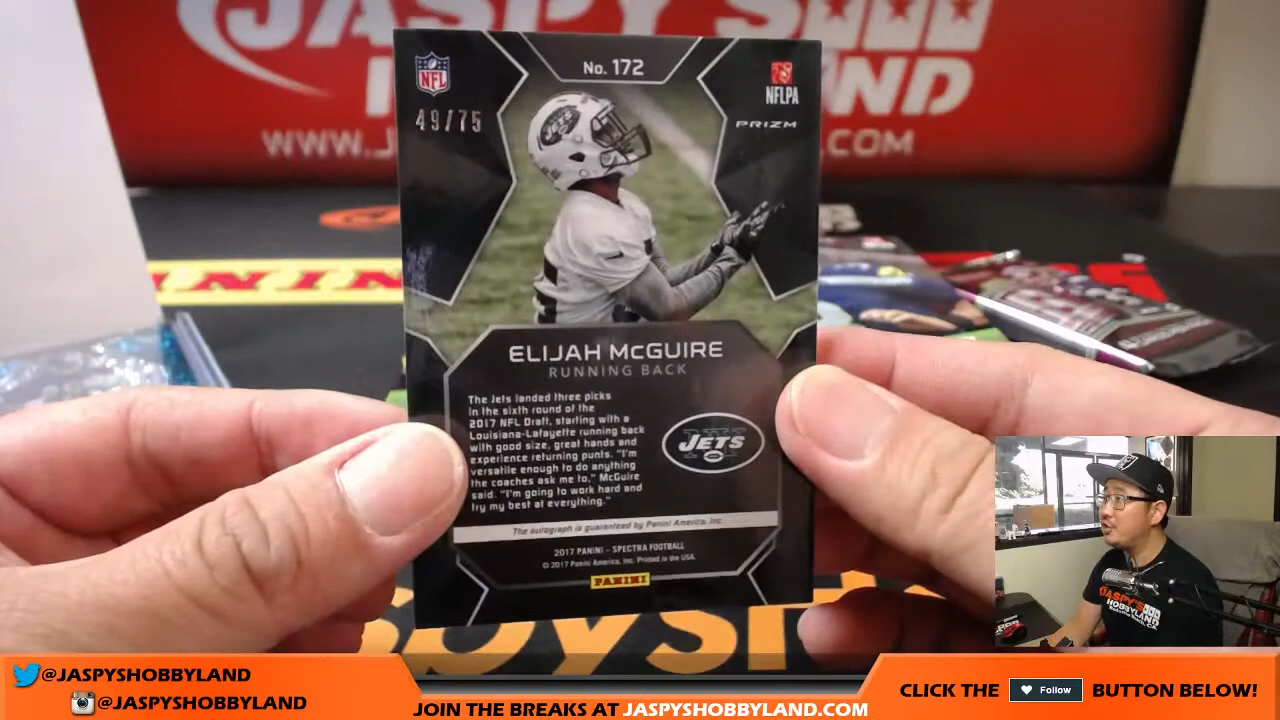 JASPY'S
WWW.J
.COM
No. 172
NFL
NFLPA
49/75
PRIZM
JETS
ELIJAH McGUIRE
RUNNING BACK
The Jets landed three picks
in the sixth round of the
2017 NFL Draft, starting with a
Louisiana-Lafayette running back
with good size, great hands and
experience returning punts. "I'm
versatile enough to do anything
the coaches ask me to," McGuire
said. "I'm going to work hard and
try my best at everything."
JETS
The autograph is guaranteed by Panini America, Inc.
2017 PANINI - SPECTRA FOOTBALL
© 2017 Panini America, Inc. Printed in the USA.
PANINI
JASPY'S
HOBBYLAND
@JASPYSHOBBYLAND
@JASPYSHOBBYLAND
JOIN THE BREAKS AT JASPYSHOBBYLAND.COM
CLICK THE Follow BUTTON BELOW!